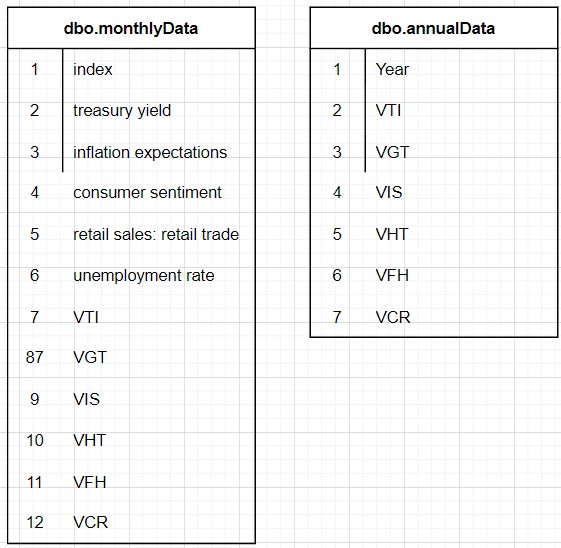 dbo.monthlyData
1 index
2 treasury yield
3 inflation expectations
4 consumer sentiment
5 retail sales: retail trade
6 unemployment rate
7 VTI
87 VGT
9 VIS
10 VHT
11 VFH
12 VCR
dbo.annualData
1 Year
2 VTI
3 VGT
4 VIS
5 VHT
6 VFH
7 VCR